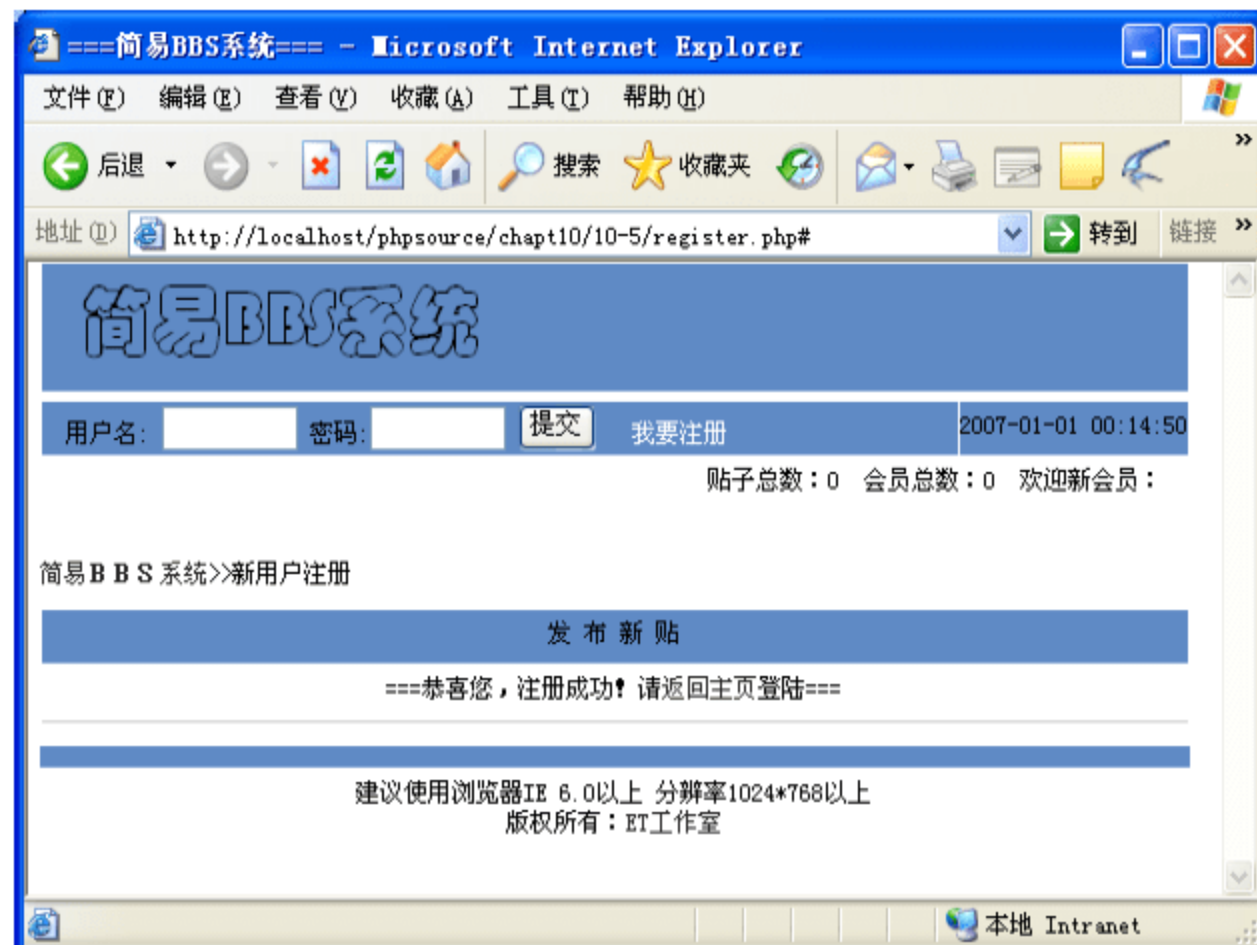 ===简易BBS系统=== - Microsoft Internet Explorer
文件(F) 编辑(E) 查看(V) 收藏(A) 工具(T) 帮助(H)
后退 搜索 收藏夹 »
地址(D) http://localhost/phpsource/chapt10/10-5/register.php# 转到 链接 »
简易BBS系统
用户名: 密码: 提交 我要注册 2007-01-01 00:14:50
贴子总数：0 会员总数：0 欢迎新会员：
简易ＢＢＳ系统>>新用户注册
发 布 新 贴
===恭喜您，注册成功！请返回主页登陆===
建议使用浏览器IE 6.0以上 分辨率1024*768以上
版权所有：ET工作室
本地 Intranet